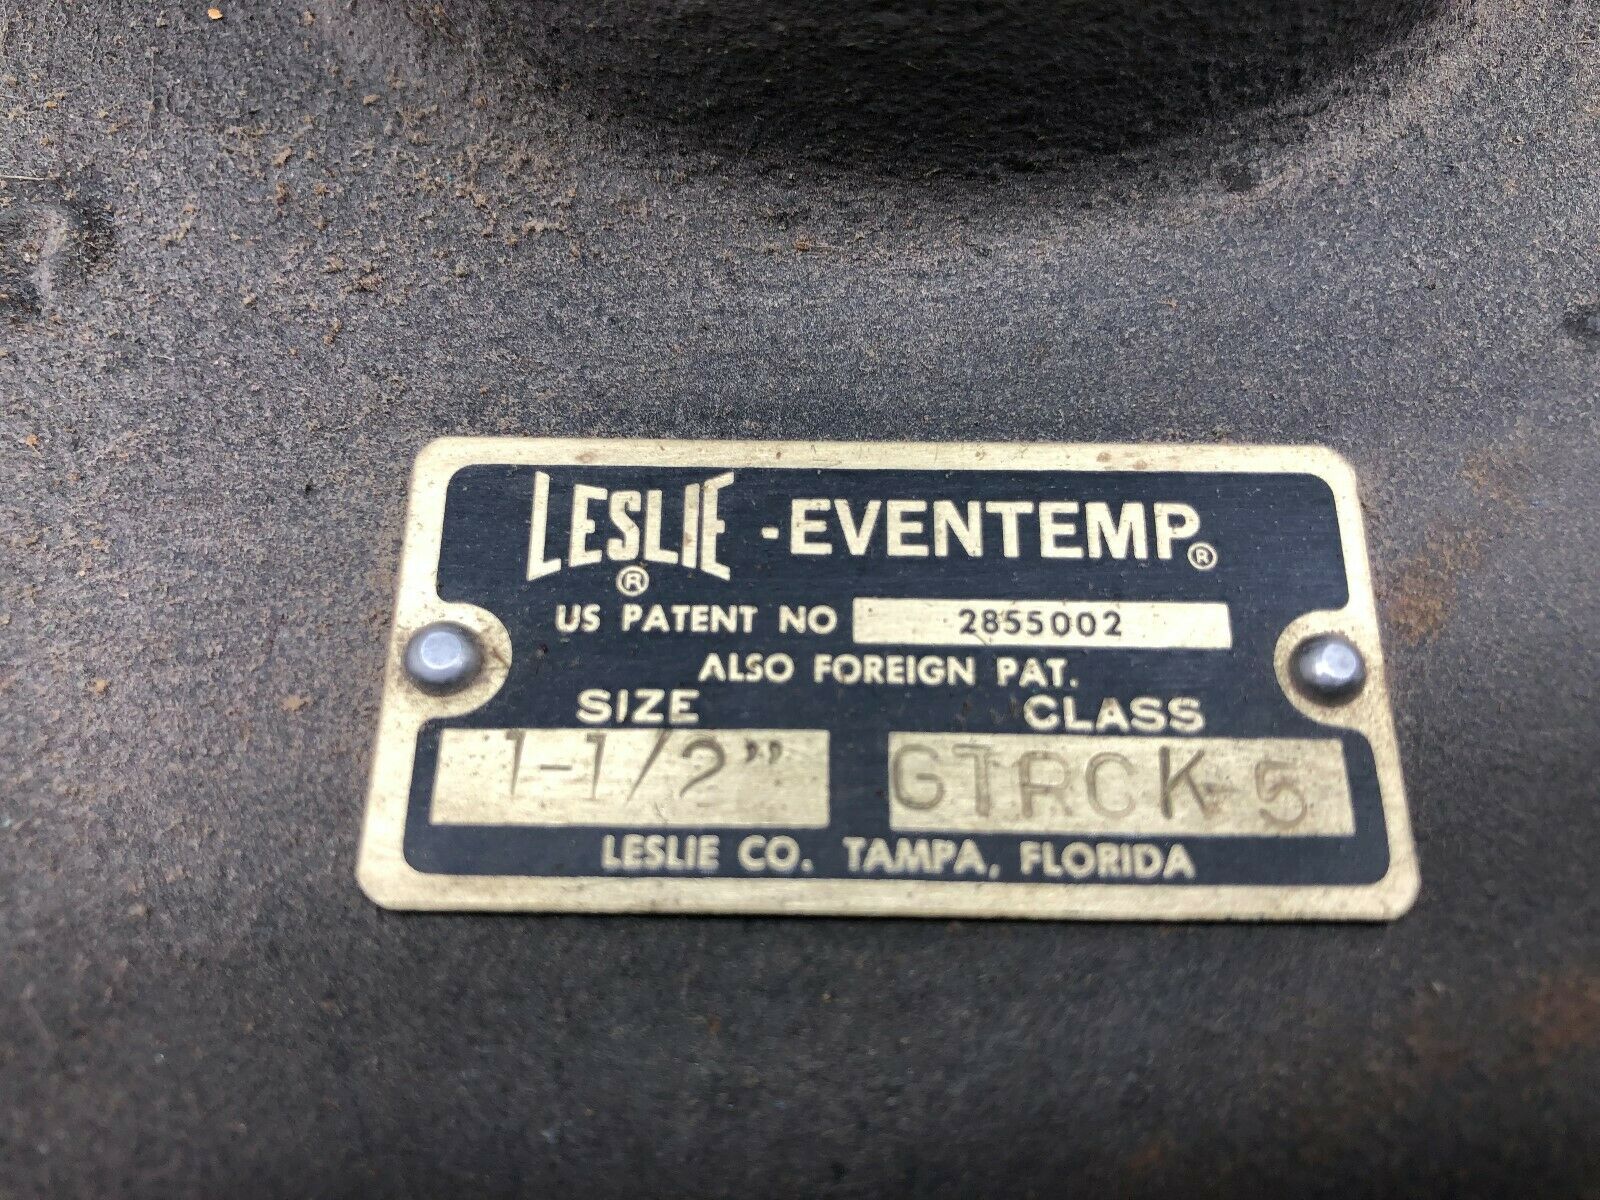 LESLIE® -EVENTEMP®
US PATENT NO 2855002
ALSO FOREIGN PAT.
SIZE CLASS
1-1/2" GTRCK-5
LESLIE CO. TAMPA, FLORIDA